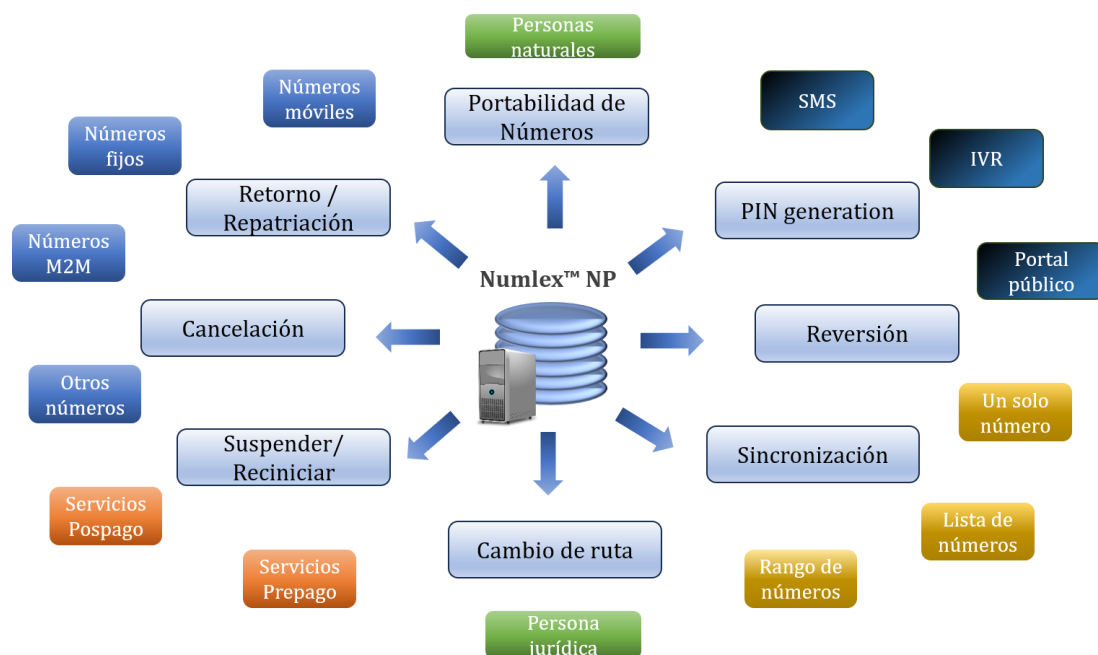 Personas
naturales
Números
móviles
Portabilidad de
Números
SMS
Números
fijos
IVR
Retorno /
Repatriación
PIN generation
Números
M2M
Portal
público
Numlex™ NP
Cancelación
Reversión
Otros
números
Un solo
número
Suspender/
Reciniciar
Sincronización
Servicios
Pospago
Lista de
números
Cambio de ruta
Servicios
Prepago
Rango de
números
Persona
jurídica